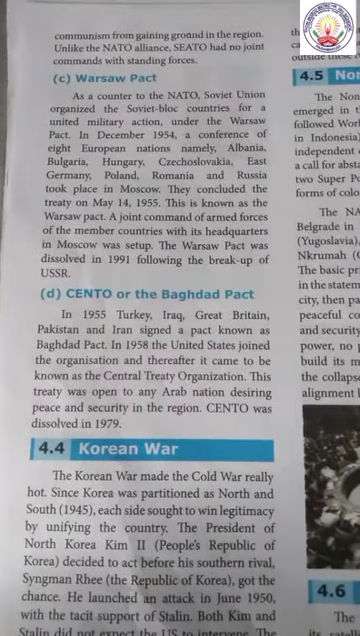 communism from gaining ground in the region.
Unlike the NATO alliance, SEATO had no joint
commands with standing forces.
(c) Warsaw Pact
As a counter to the NATO, Soviet Union
organized the Soviet-bloc countries for a
united military action, under the Warsaw
Pact. In December 1954, a conference of
eight European nations namely, Albania,
Bulgaria, Hungary, Czechoslovakia, East
Germany, Poland, Romania and Russia
took place in Moscow. They concluded the
treaty on May 14, 1955. This is known as the
Warsaw pact. A joint command of armed forces
of the member countries with its headquarters
in Moscow was setup. The Warsaw Pact was
dissolved in 1991 following the break-up of
USSR.
(d) CENTO or the Baghdad Pact
In 1955 Turkey, Iraq, Great Britain,
Pakistan and Iran signed a pact known as
Baghdad Pact. In 1958 the United States joined
the organisation and thereafter it came to be
known as the Central Treaty Organization. This
treaty was open to any Arab nation desiring
peace and security in the region. CENTO was
dissolved in 1979.
4.4 Korean War
The Korean War made the Cold War really
hot. Since Korea was partitioned as North and
South (1945), each side sought to win legitimacy
by unifying the country. The President of
North Korea Kim II (People's Republic of
Korea) decided to act before his southern rival,
Syngman Rhee (the Republic of Korea), got the
chance. He launched an attack in June 1950,
with the tacit support of Stalin. Both Kim and
Stalin did not expect the US to intervene. The
outside these
4.5 Non
The Non
emerged in t
followed Worl
in Indonesia)
independent
a call for absta
two Super Po
forms of colo
The NA
Belgrade in
(Yugoslavia),
Nkrumah (G
The basic pr
in the statem
city, then pa
peaceful co
and security
power, no p
build its m
the collapse
alignment l
4.6
The
its